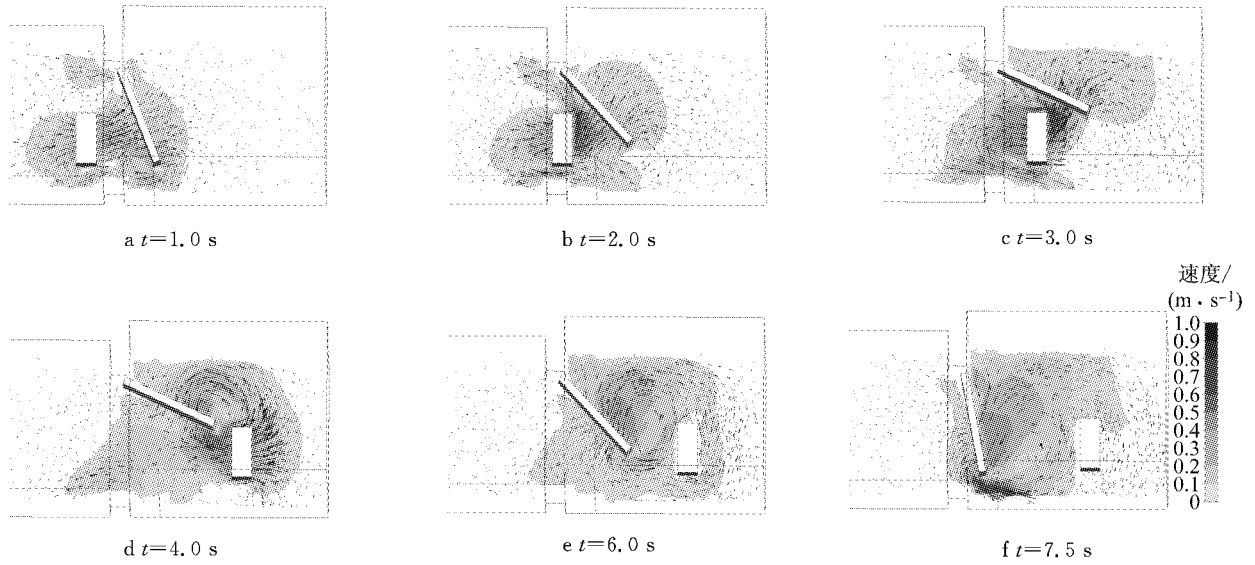 a t=1.0 s
b t=2.0 s
c t=3.0 s
速度/
(m·s⁻¹)
1.0
0.9
0.8
0.7
0.6
0.5
0.4
0.3
0.2
0.1
0
d t=4.0 s
e t=6.0 s
f t=7.5 s